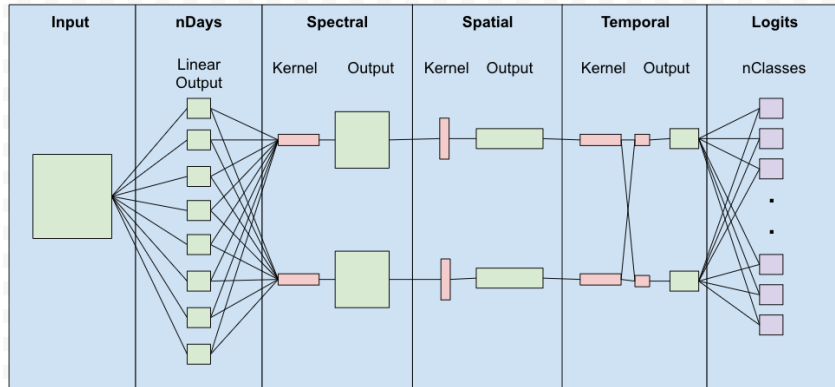 Input
nDays
Spectral
Spatial
Temporal
Logits
Linear
Output
Kernel
Output
Kernel
Output
Kernel
Output
nClasses